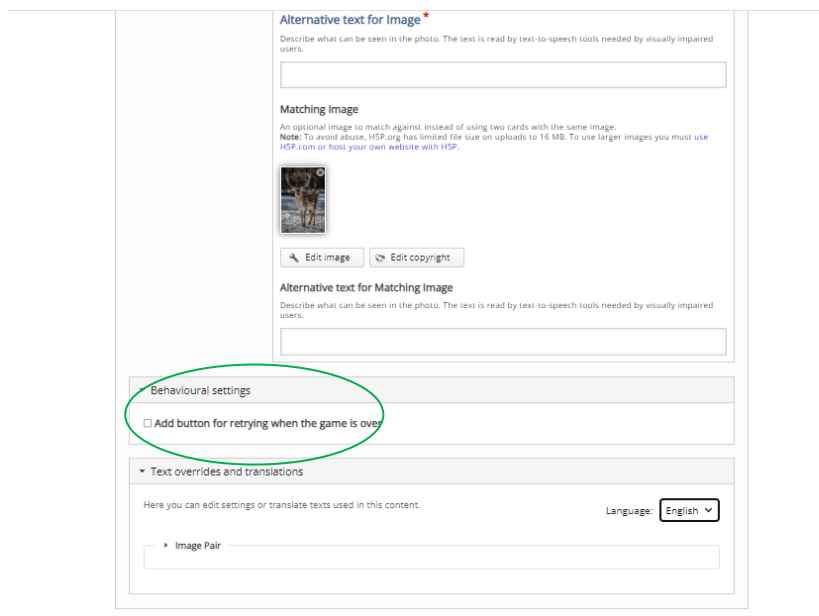 Alternative text for Image *
Describe what can be seen in the photo. The text is read by text-to-speech tools needed by visually impaired
users.
Matching Image
An optional image to match against instead of using two cards with the same image.
Note: To avoid abuse, H5P.org has limited file size on uploads to 16 MB. To use larger images you must use
H5P.com or host your own website with H5P.
Edit image
Edit copyright
Alternative text for Matching Image
Describe what can be seen in the photo. The text is read by text-to-speech tools needed by visually impaired
users.
Behavioural settings
Add button for retrying when the game is over
Text overrides and translations
Here you can edit settings or translate texts used in this content.
Language: English
Image Pair